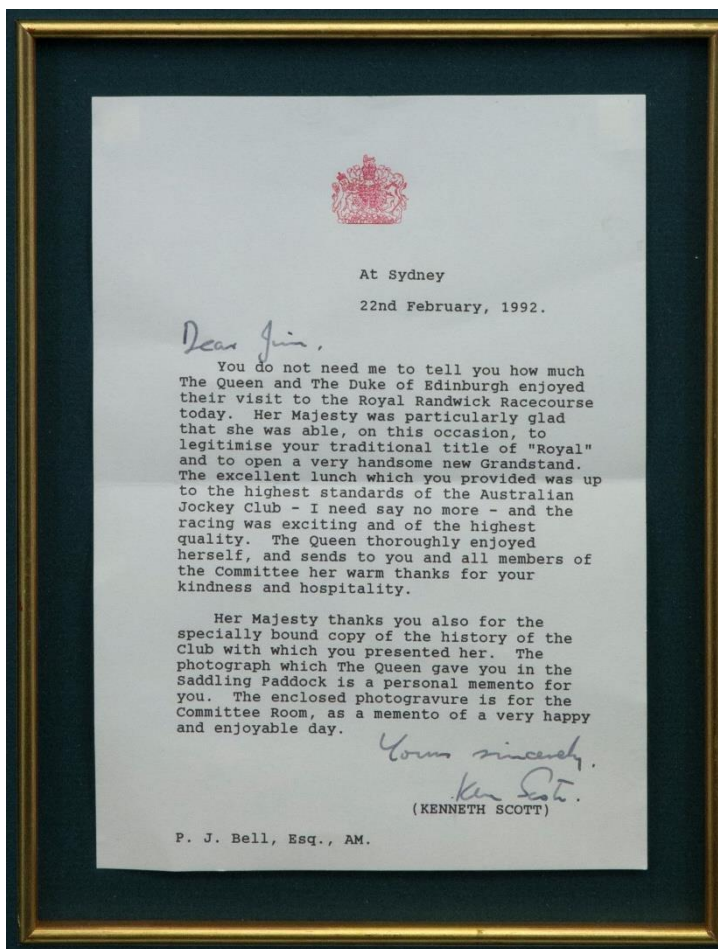 At Sydney
22nd February, 1992.
Dear Jim,
You do not need me to tell you how much
The Queen and The Duke of Edinburgh enjoyed
their visit to the Royal Randwick Racecourse
today. Her Majesty was particularly glad
that she was able, on this occasion, to
legitimise your traditional title of "Royal"
and to open a very handsome new Grandstand.
The excellent lunch which you provided was up
to the highest standards of the Australian
Jockey Club - I need say no more - and the
racing was exciting and of the highest
quality. The Queen thoroughly enjoyed
herself, and sends to you and all members of
the Committee her warm thanks for your
kindness and hospitality.
Her Majesty thanks you also for the
specially bound copy of the history of the
Club with which you presented her. The
photograph which The Queen gave you in the
Saddling Paddock is a personal memento for
you. The enclosed photogravure is for the
Committee Room, as a memento of a very happy
and enjoyable day.
Yours sincerely,
Ken Scott.
(KENNETH SCOTT)
P. J. Bell, Esq., AM.